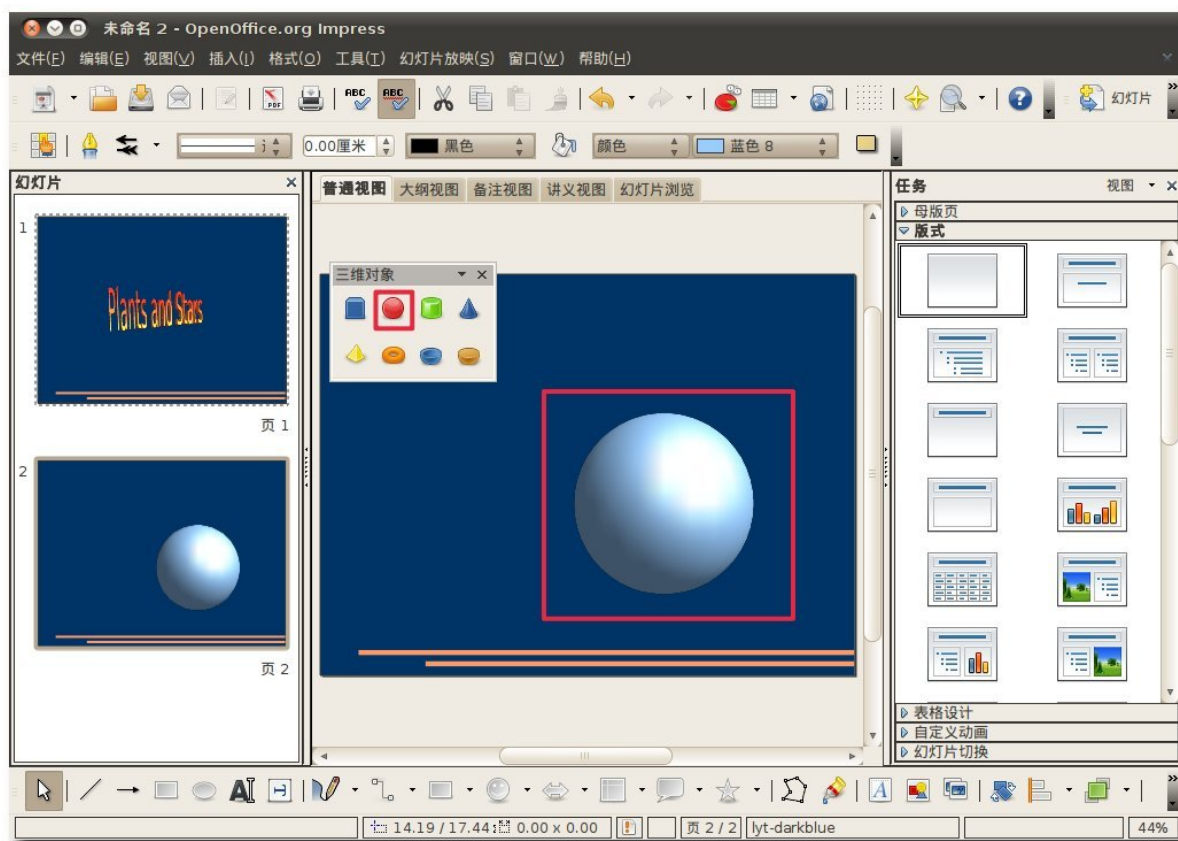 未命名 2 - OpenOffice.org Impress
文件(F) 编辑(E) 视图(V) 插入(I) 格式(O) 工具(T) 幻灯片放映(S) 窗口(W) 帮助(H)
PDF ABC ABC 幻灯片
0.00厘米 黑色 颜色 蓝色 8
幻灯片
普通视图 大纲视图 备注视图 讲义视图 幻灯片浏览
任务 视图
母版页
版式
1
Plants and Stars
页 1
三维对象
2
页 2
表格设计
自定义动画
幻灯片切换
14.19 / 17.44 0.00 x 0.00 页 2 / 2 lyt-darkblue 44%